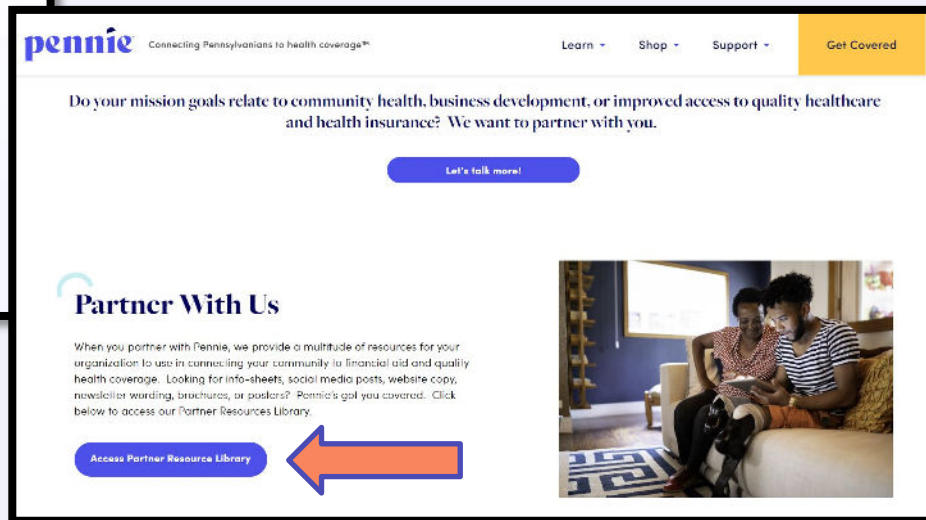 pennie Connecting Pennsylvanians to health coverage℠ Learn Shop Support Get Covered
Do your mission goals relate to community health, business development, or improved access to quality healthcare
and health insurance? We want to partner with you.
Let's talk more!
Partner With Us
When you partner with Pennie, we provide a multitude of resources for your
organization to use in connecting your community to financial aid and quality
health coverage. Looking for info-sheets, social media posts, website copy,
newsletter wording, brochures, or posters? Pennie's got you covered. Click
below to access our Partner Resources Library.
Access Partner Resource Library